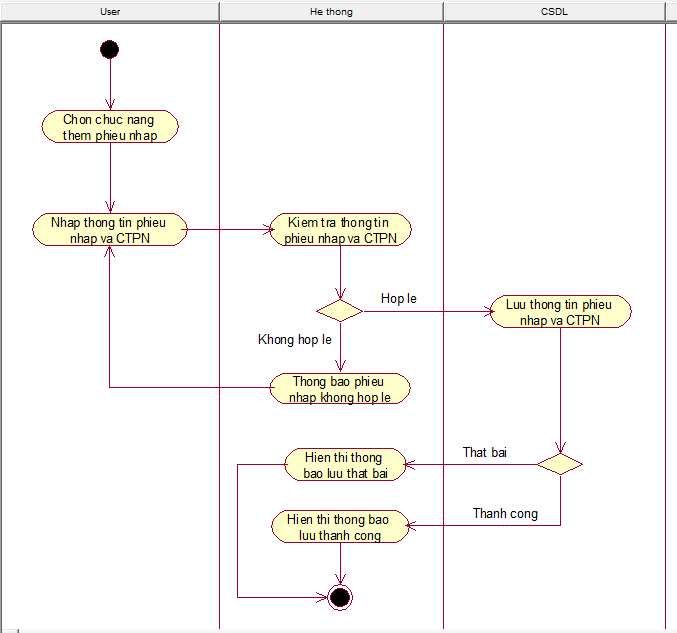 User
He thong
CSDL
Chon chuc nang
them phieu nhap
Nhap thong tin phieu
nhap va CTPN
Kiem tra thong tin
phieu nhap va CTPN
Hop le
Luu thong tin phieu
nhap va CTPN
Khong hop le
Thong bao phieu
nhap khong hop le
That bai
Hien thi thong
bao luu that bai
Thanh cong
Hien thi thong bao
luu thanh cong